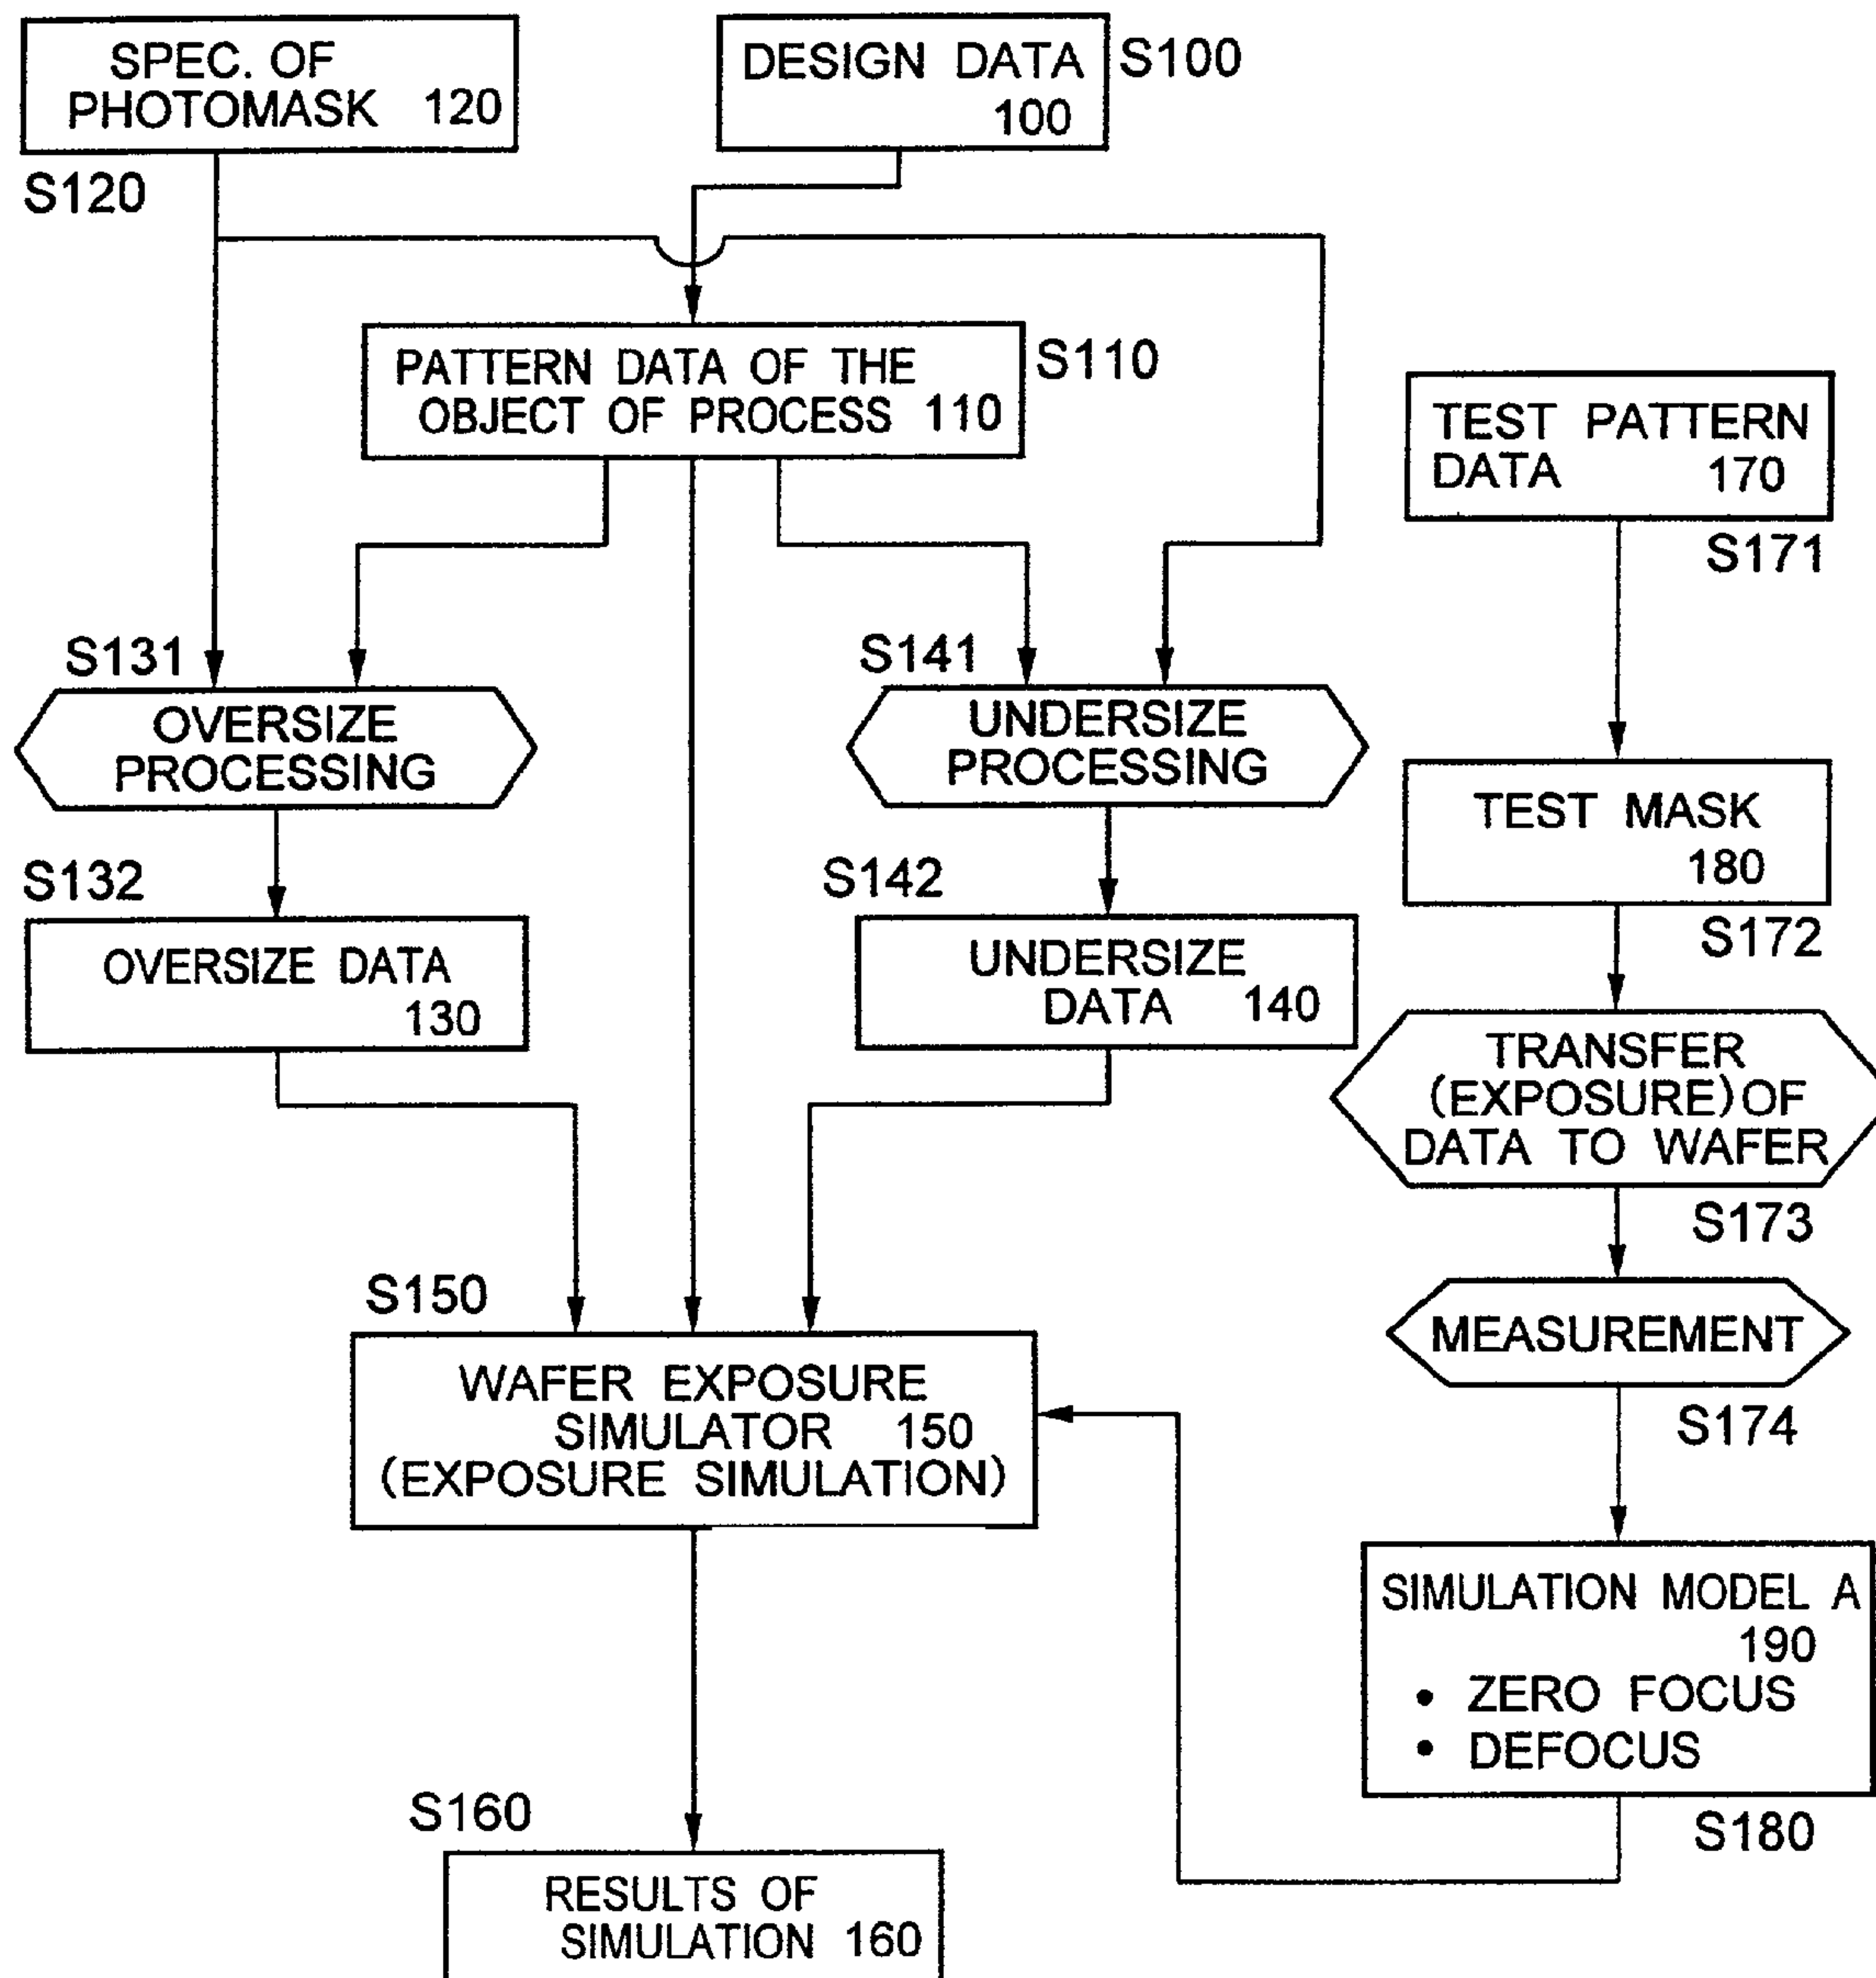 SPEC. OF
PHOTOMASK 120
S120
DESIGN DATA
100
S100
PATTERN DATA OF THE
OBJECT OF PROCESS 110
S110
TEST PATTERN
DATA 170
S171
S131
OVERSIZE
PROCESSING
S141
UNDERSIZE
PROCESSING
TEST MASK
180
S172
S132
OVERSIZE DATA
130
S142
UNDERSIZE
DATA 140
TRANSFER
(EXPOSURE) OF
DATA TO WAFER
S173
MEASUREMENT
S174
S150
WAFER EXPOSURE
SIMULATOR 150
(EXPOSURE SIMULATION)
SIMULATION MODEL A
190
• ZERO FOCUS
• DEFOCUS
S180
S160
RESULTS OF
SIMULATION 160